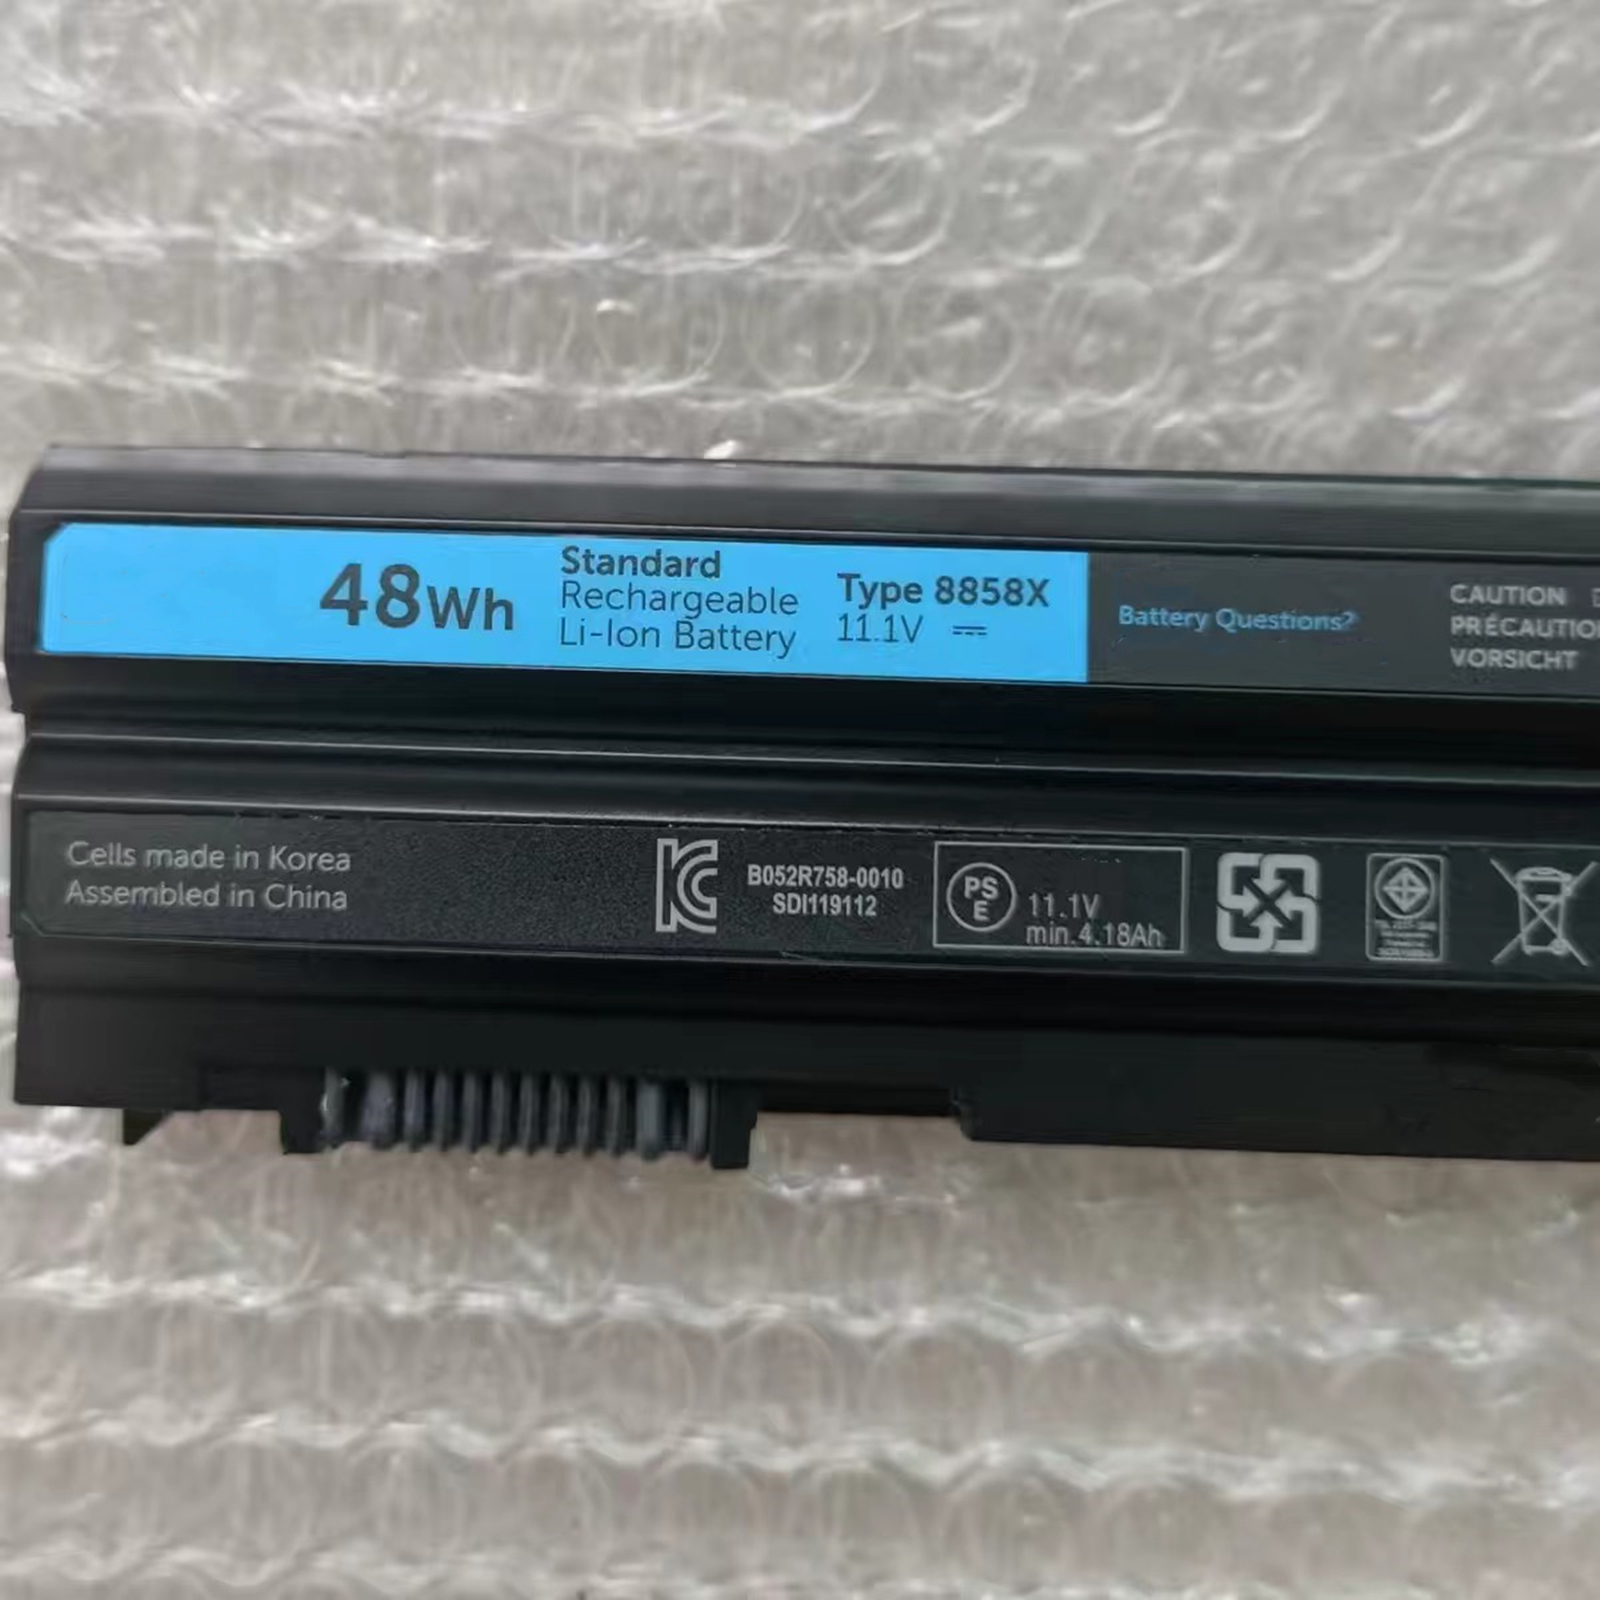 48Wh
Standard
Rechargeable
Li-Ion Battery
Type 8858X
11.1V
Battery Questions?
CAUTION
PRÉCAUTIO
VORSICHT
Cells made in Korea
Assembled in China
B052R758-0010
SDI119112
PS
E
11.1V
min.4.18Ah